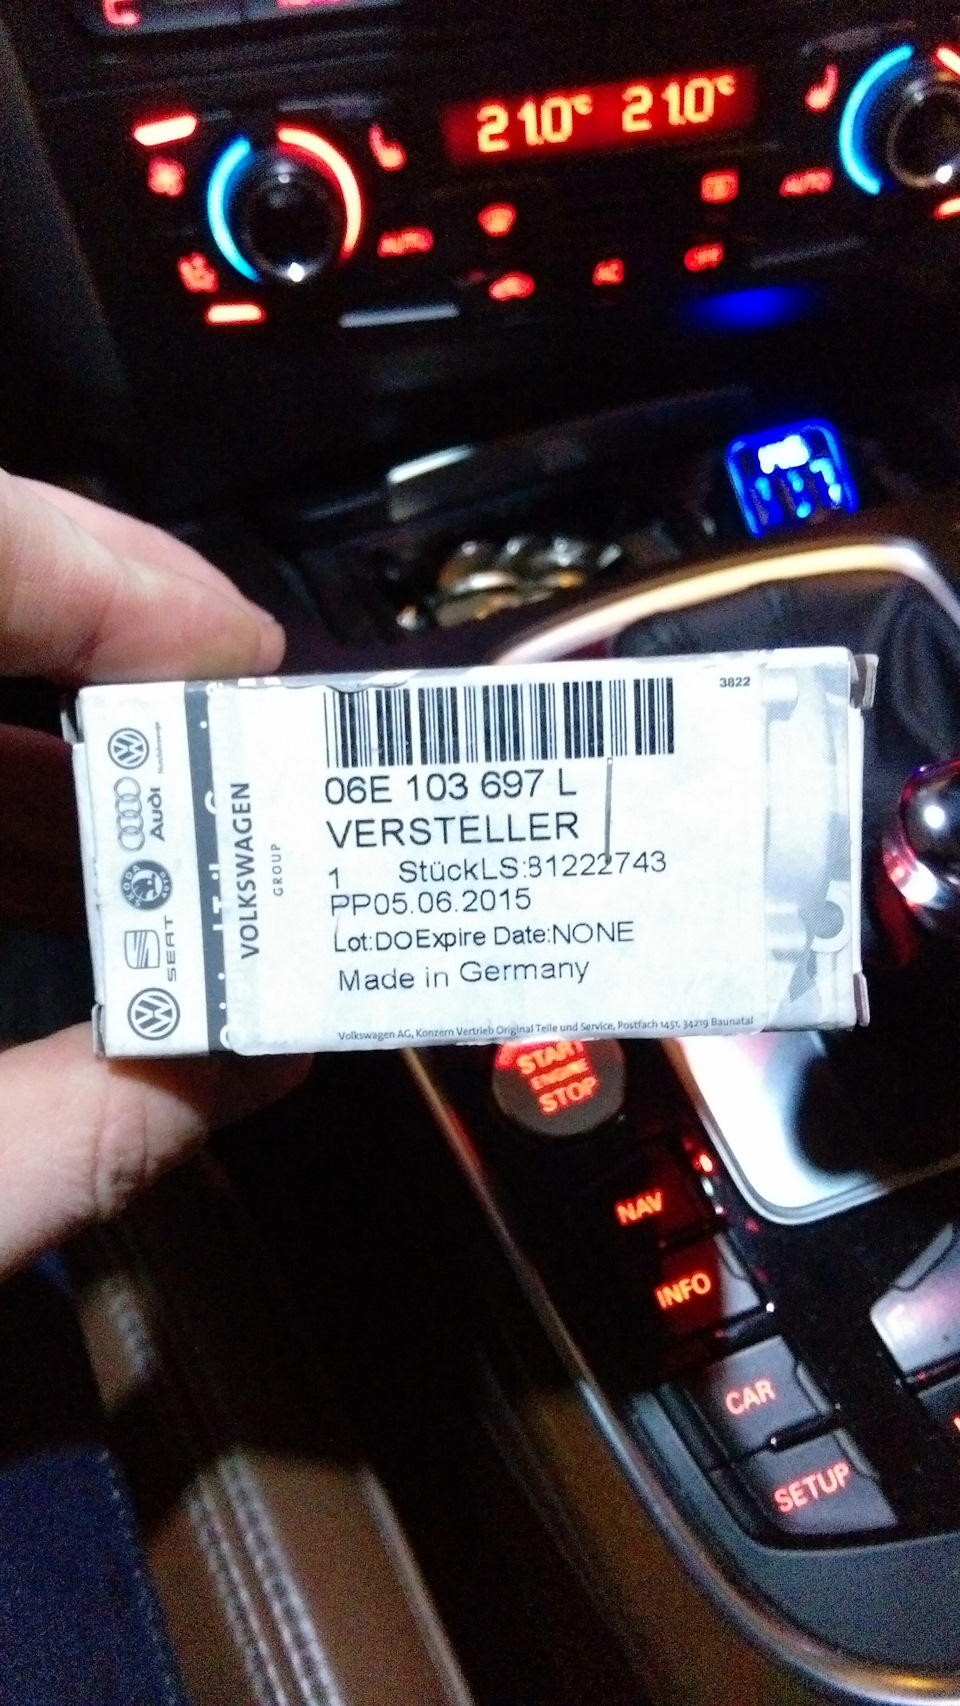 21.0°C 21.0°C
AUTO
AUTO
AC
OFF
3822
06E 103 697 L
VERSTELLER
1 StückLS:81222743
PP05.06.2015
Lot:DOExpire Date:NONE
Made in Germany
Volkswagen AG, Konzern Vertrieb Original Teile und Service, Postfach 1451, 34219 Baunatal
VOLKSWAGEN
GROUP
Audi
SKODA
SEAT
START
ENGINE
STOP
NAV
INFO
CAR
SETUP